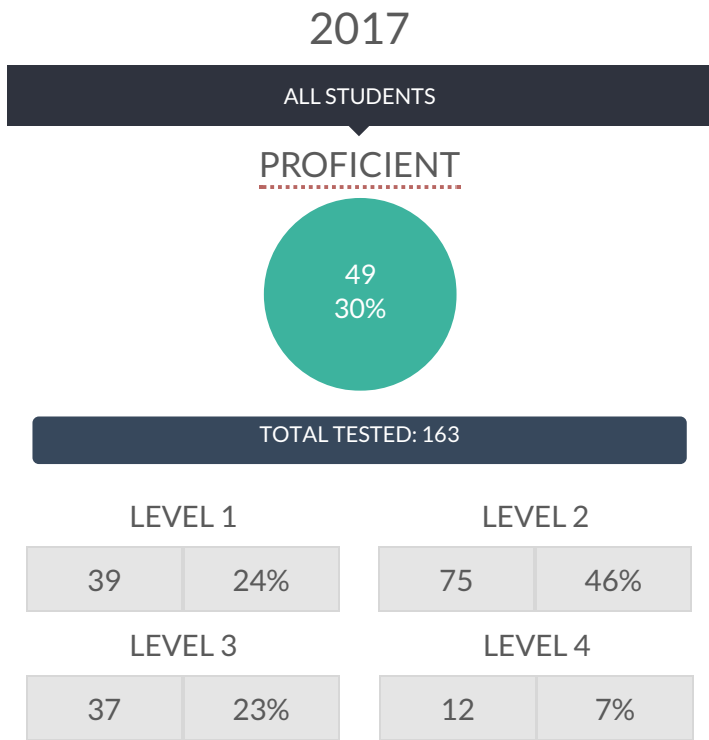 2017
ALL STUDENTS
PROFICIENT
49
30%
TOTAL TESTED: 163
LEVEL 1
39 24%
LEVEL 2
75 46%
LEVEL 3
37 23%
LEVEL 4
12 7%